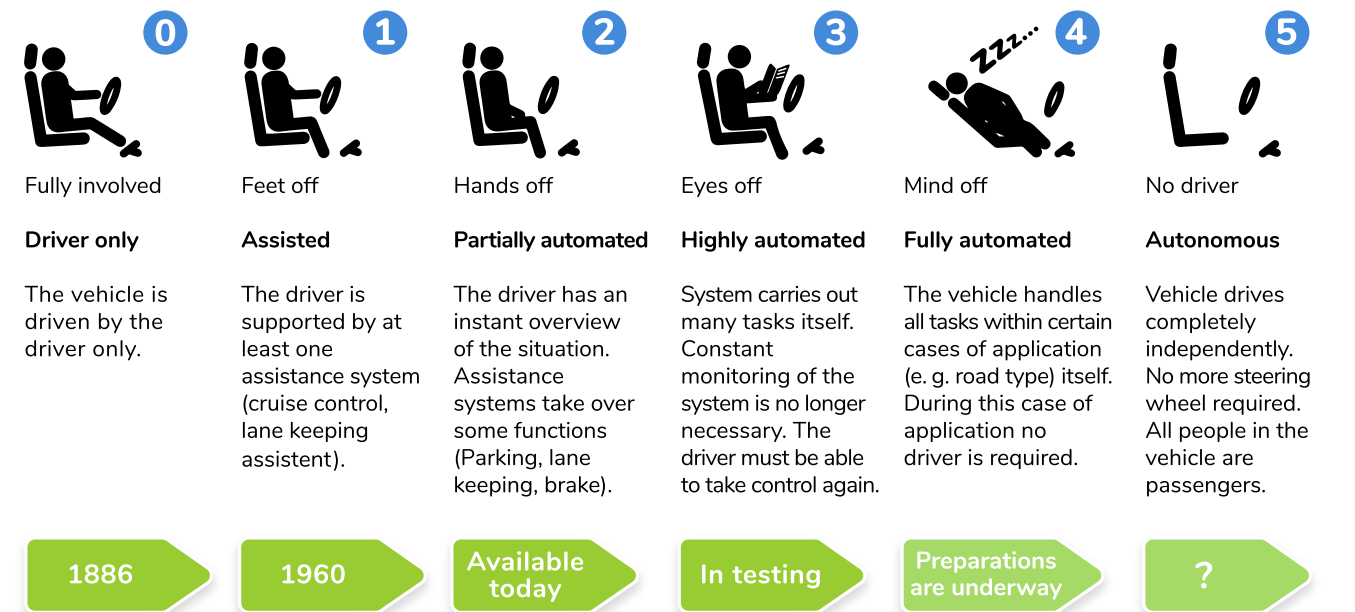 0
Fully involved
Driver only
The vehicle is
driven by the
driver only.
1886
1
Feet off
Assisted
The driver is
supported by at
least one
assistance system
(cruise control,
lane keeping
assistent).
1960
2
Hands off
Partially automated
The driver has an
instant overview
of the situation.
Assistance
systems take over
some functions
(Parking, lane
keeping, brake).
Available
today
3
Eyes off
Highly automated
System carries out
many tasks itself.
Constant
monitoring of the
system is no longer
necessary. The
driver must be able
to take control again.
In testing
zzz...
4
Mind off
Fully automated
The vehicle handles
all tasks within certain
cases of application
(e. g. road type) itself.
During this case of
application no
driver is required.
Preparations
are underway
5
No driver
Autonomous
Vehicle drives
completely
independently.
No more steering
wheel required.
All people in the
vehicle are
passengers.
?